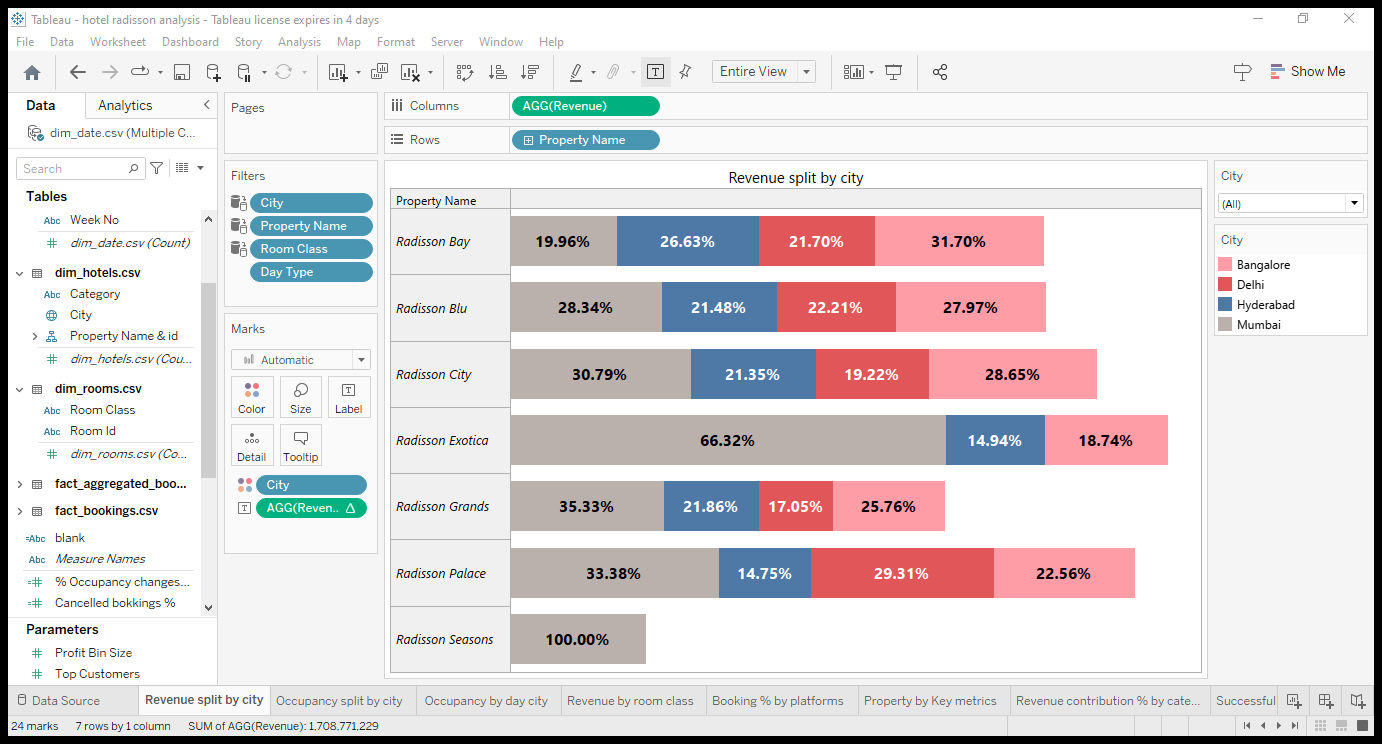 Tableau - hotel radisson analysis - Tableau license expires in 4 days
File Data Worksheet Dashboard Story Analysis Map Format Server Window Help
T Entire View Show Me
Data Analytics
dim_date.csv (Multiple C...
Search
Tables
Abc Week No
# dim_date.csv (Count)
dim_hotels.csv
Abc Category
City
Property Name & id
# dim_hotels.csv (Cou...
dim_rooms.csv
Abc Room Class
Abc Room Id
# dim_rooms.csv (Co...
fact_aggregated_boo...
fact_bookings.csv
=Abc blank
Abc Measure Names
=# % Occupancy changes...
=# Cancelled bokkings %
Parameters
# Profit Bin Size
# Top Customers
Pages
Filters
City
Property Name
Room Class
Day Type
Marks
Automatic
Color Size T Label
Detail Tooltip
City
T AGG(Reven.. Δ
Columns AGG(Revenue)
Rows Property Name
Revenue split by city
Property Name
Radisson Bay 19.96% 26.63% 21.70% 31.70%
Radisson Blu 28.34% 21.48% 22.21% 27.97%
Radisson City 30.79% 21.35% 19.22% 28.65%
Radisson Exotica 66.32% 14.94% 18.74%
Radisson Grands 35.33% 21.86% 17.05% 25.76%
Radisson Palace 33.38% 14.75% 29.31% 22.56%
Radisson Seasons 100.00%
City
(All)
City
Bangalore
Delhi
Hyderabad
Mumbai
Data Source Revenue split by city Occupancy split by city Occupancy by day city Revenue by room class Booking % by platforms Property by Key metrics Revenue contribution % by cate... Successful
24 marks 7 rows by 1 column SUM of AGG(Revenue): 1,708,771,229